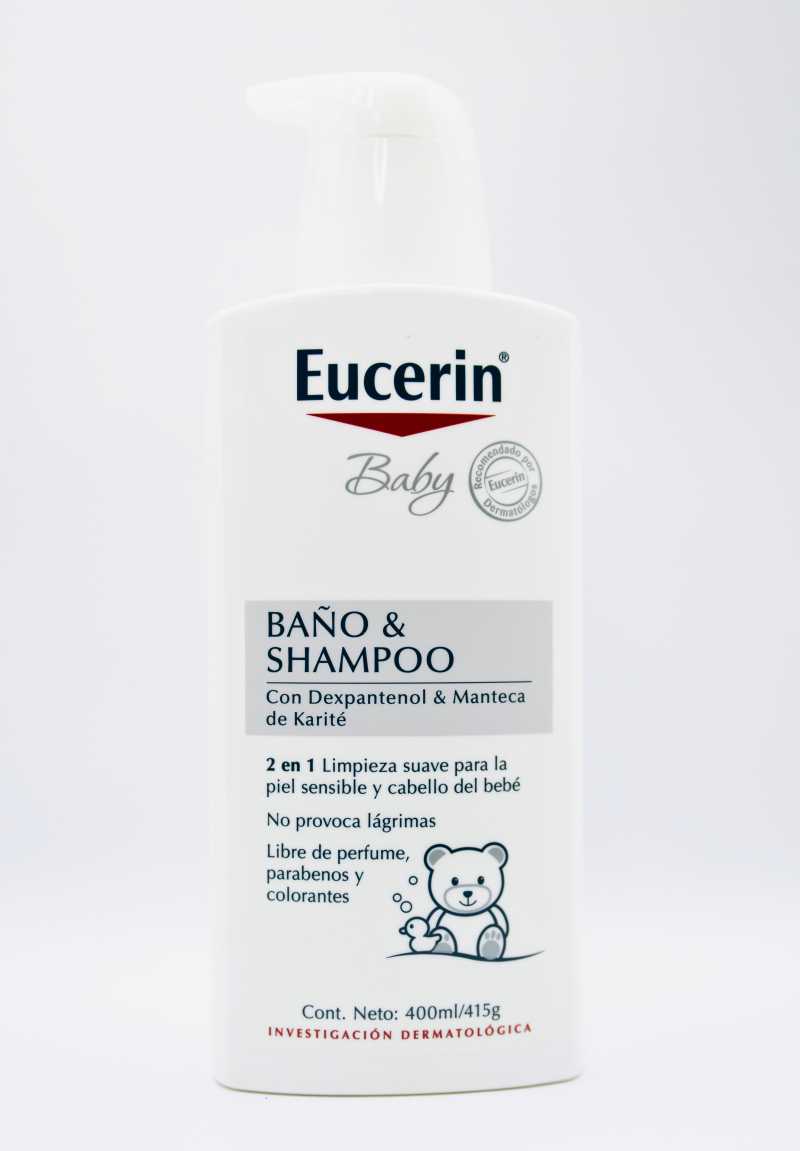 Eucerin®
Baby
Recomendado por
Eucerin
Dermatólogos
BAÑO &
SHAMPOO
Con Dexpantenol & Manteca
de Karité
2 en 1 Limpieza suave para la
piel sensible y cabello del bebé
No provoca lágrimas
Libre de perfume,
parabenos y
colorantes
Cont. Neto: 400ml/415g
INVESTIGACIÓN DERMATOLÓGICA